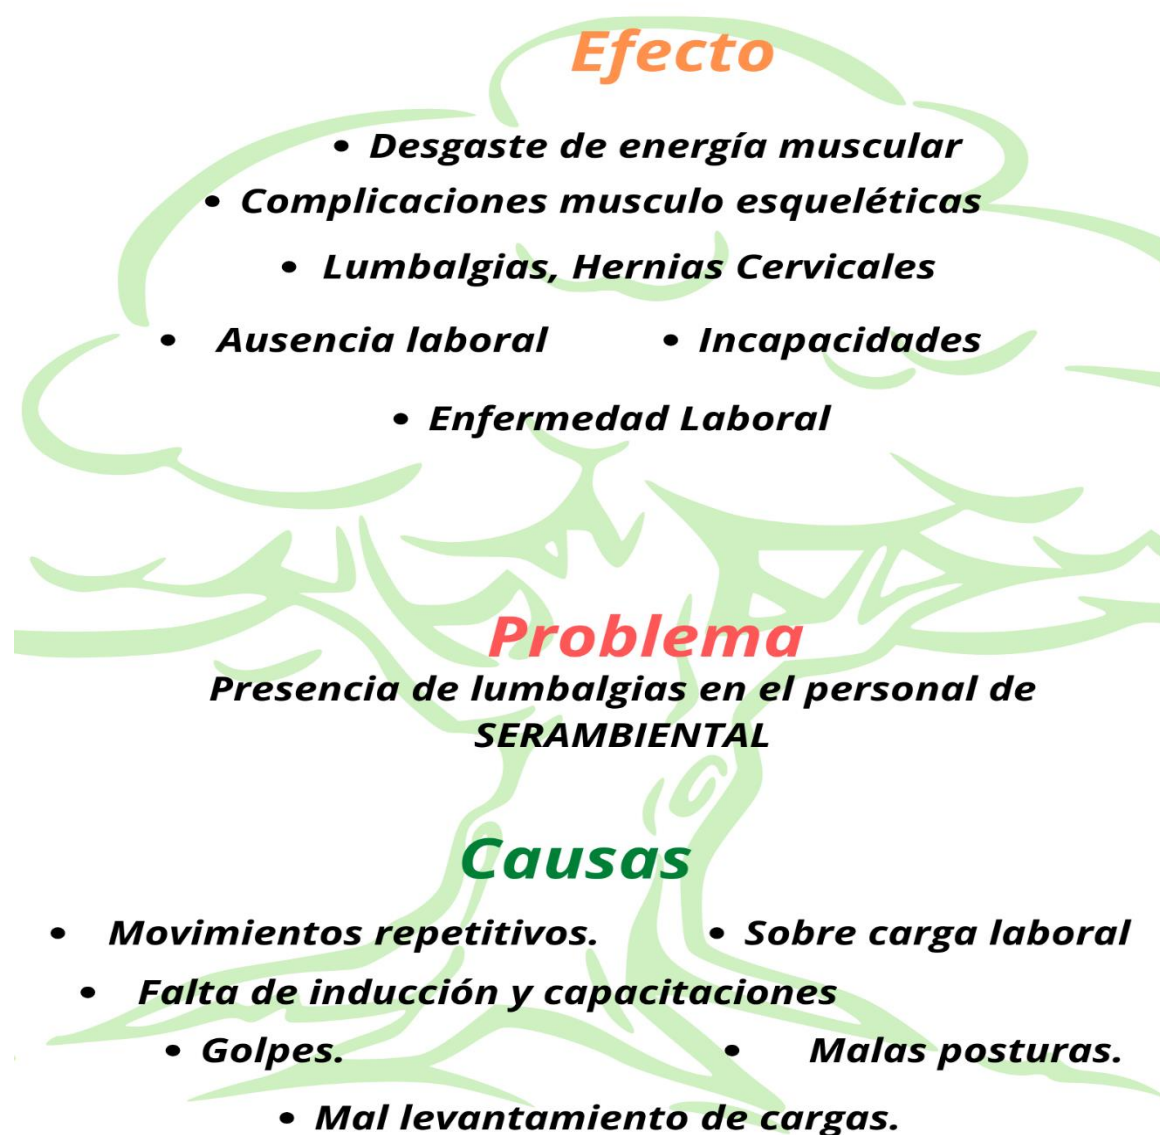 Efecto
• Desgaste de energía muscular
• Complicaciones musculo esqueléticas
• Lumbalgias, Hernias Cervicales
• Ausencia laboral • Incapacidades
• Enfermedad Laboral
Problema
Presencia de lumbalgias en el personal de
SERAMBIENTAL
Causas
• Movimientos repetitivos. • Sobre carga laboral
• Falta de inducción y capacitaciones
• Golpes. • Malas posturas.
• Mal levantamiento de cargas.